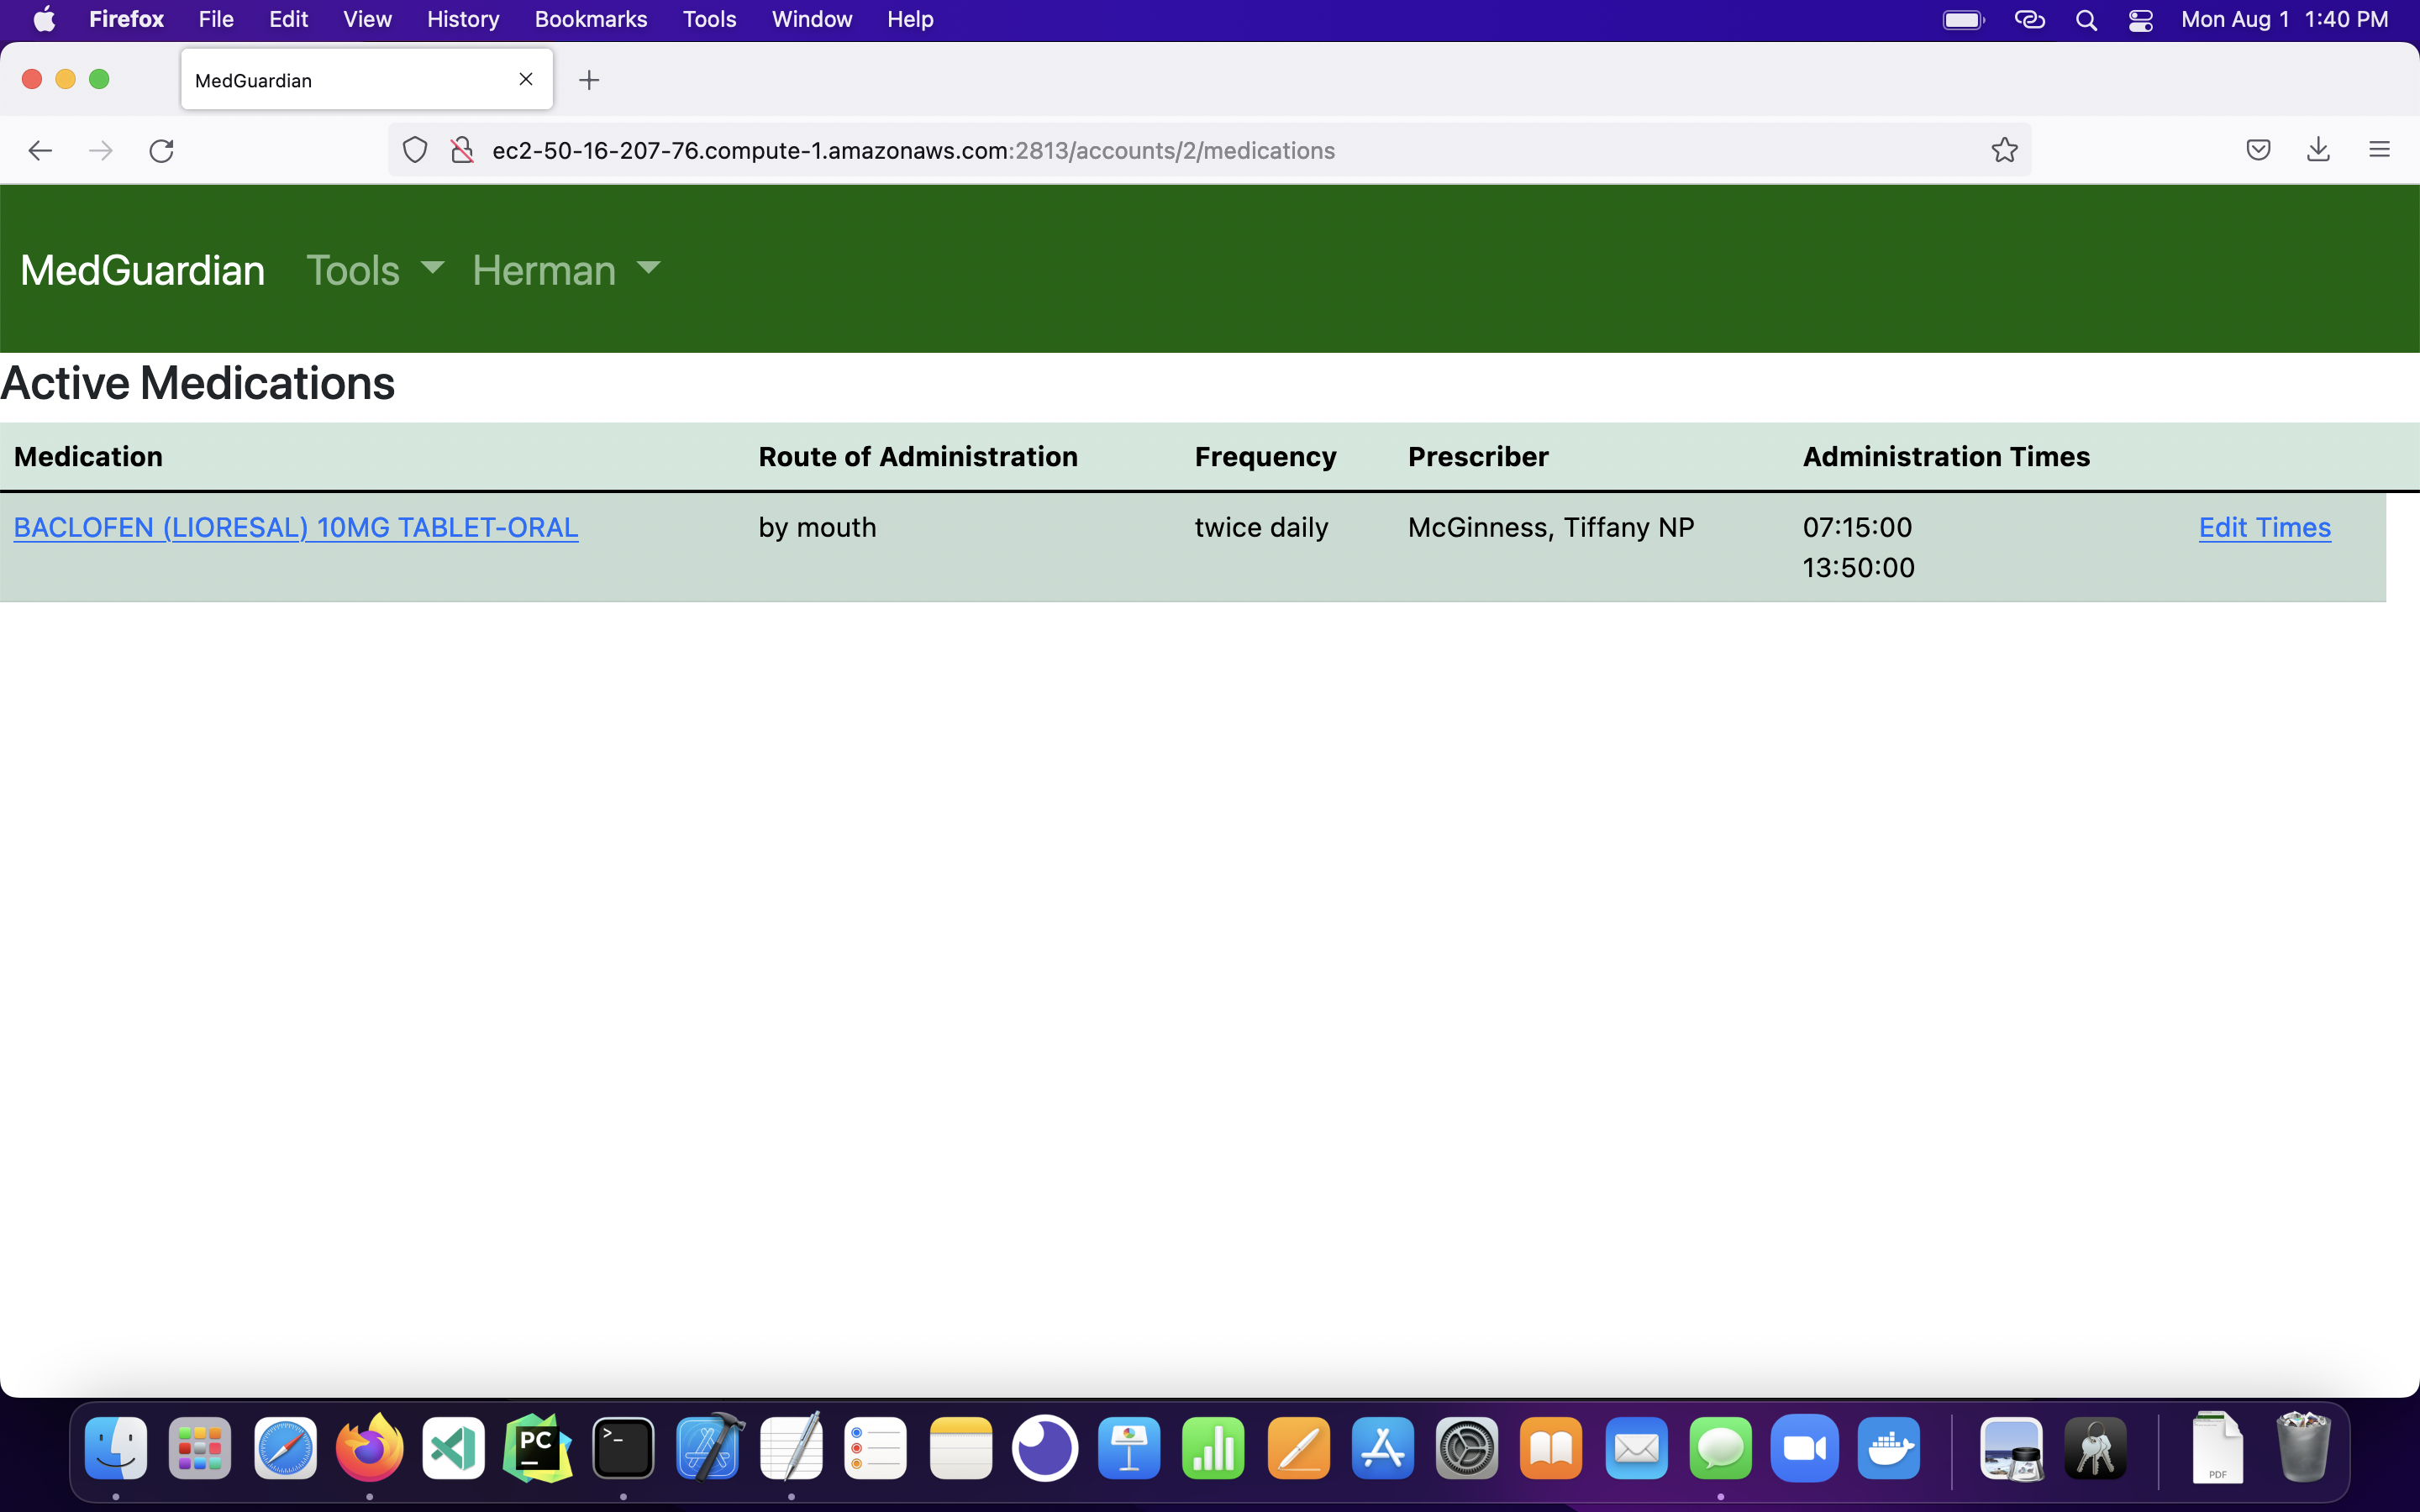 Firefox File Edit View History Bookmarks Tools Window Help Mon Aug 1 1:40 PM
MedGuardian
ec2-50-16-207-76.compute-1.amazonaws.com:2813/accounts/2/medications
MedGuardian Tools Herman
Active Medications
Medication Route of Administration Frequency Prescriber Administration Times
BACLOFEN (LIORESAL) 10MG TABLET-ORAL by mouth twice daily McGinness, Tiffany NP 07:15:00 Edit Times
13:50:00
PC
>_
PDF